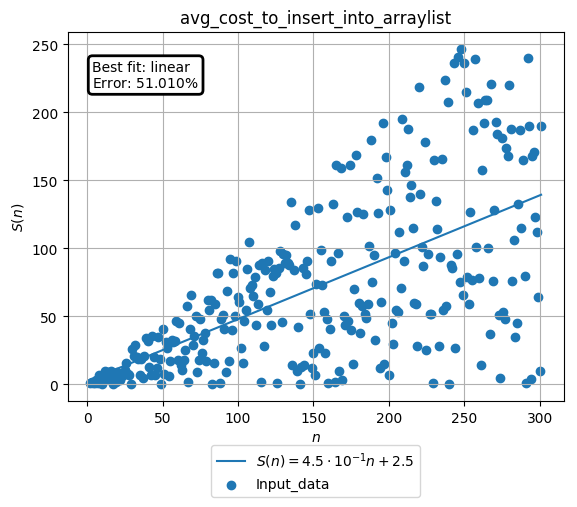 avg_cost_to_insert_into_arraylist
Best fit: linear
Error: 51.010%
250
200
150
100
50
0
S(n)
0 50 100 150 200 250 300
n
S(n) = 4.5 · 10⁻¹n + 2.5
Input_data